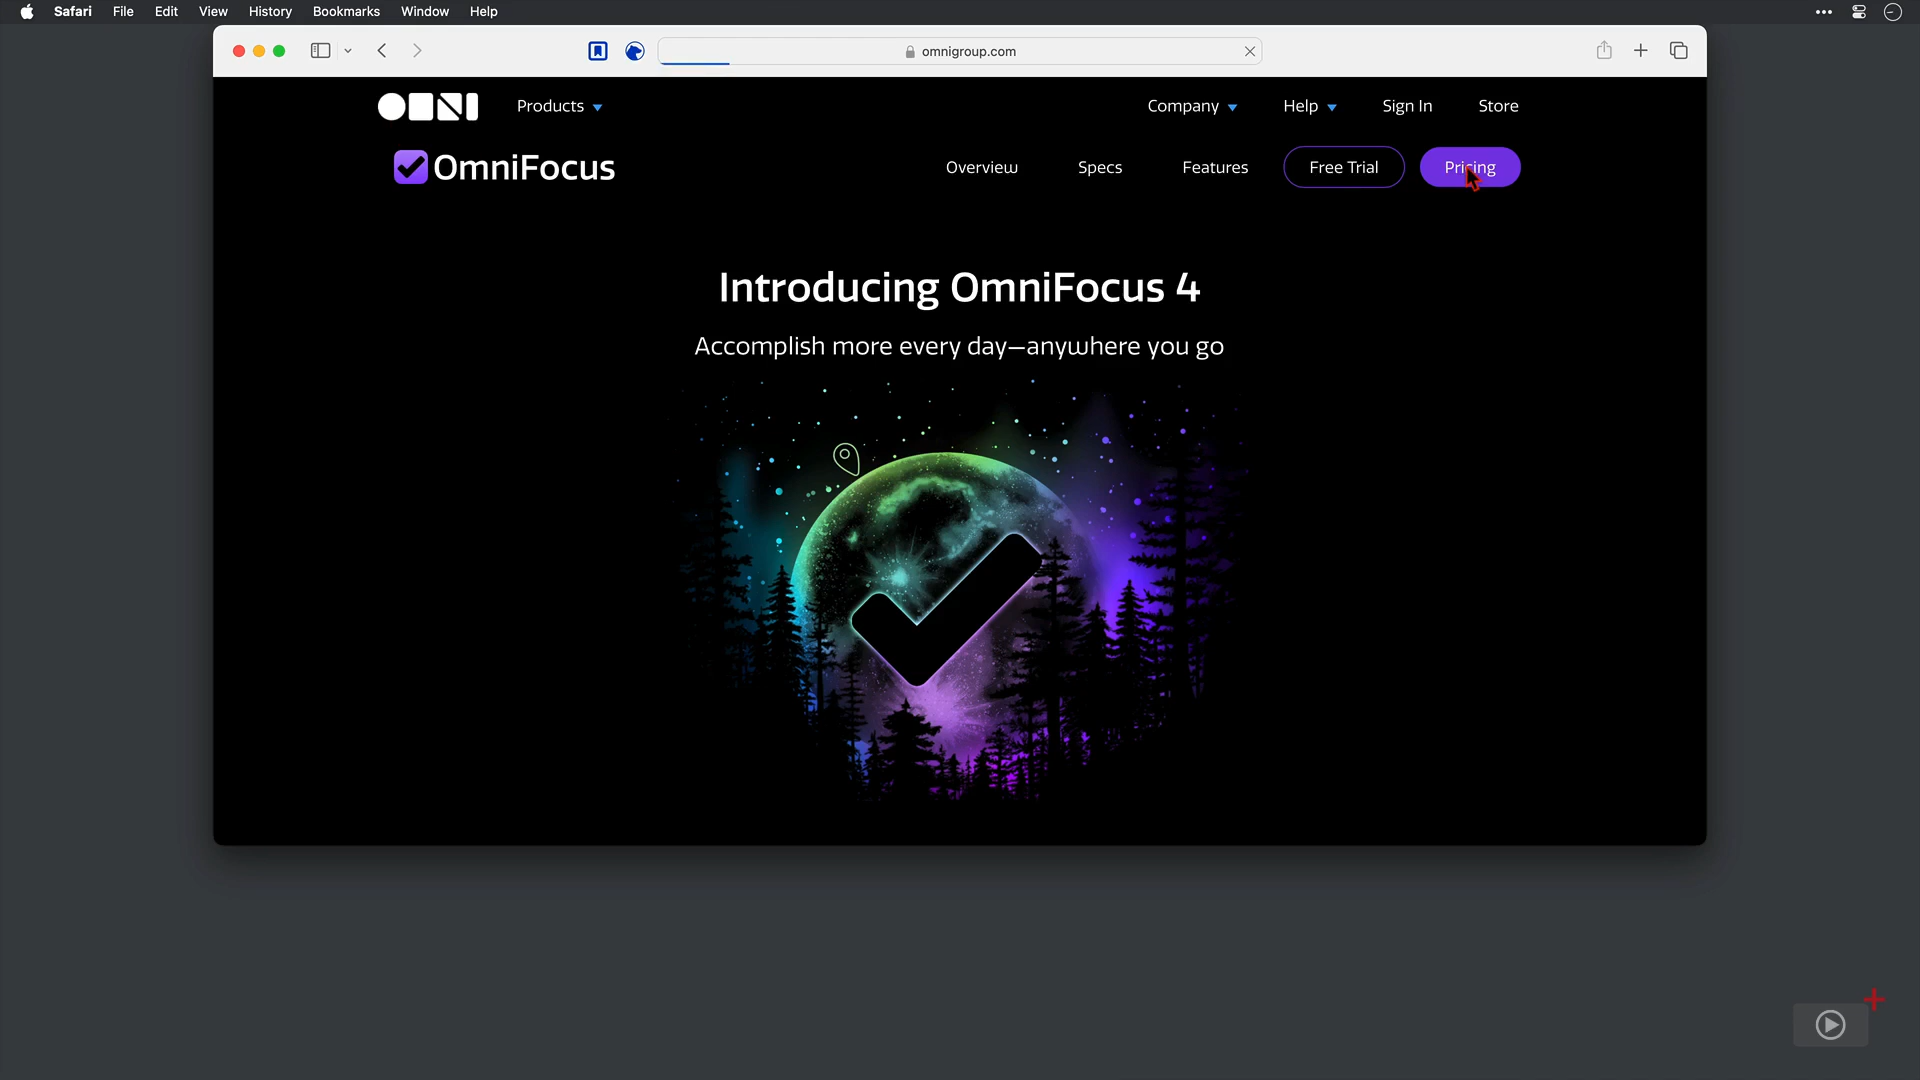 Safari File Edit View History Bookmarks Window Help
omnigroup.com
OMNI Products Company Help Sign In Store
OmniFocus Overview Specs Features Free Trial Pricing
Introducing OmniFocus 4
Accomplish more every day—anywhere you go